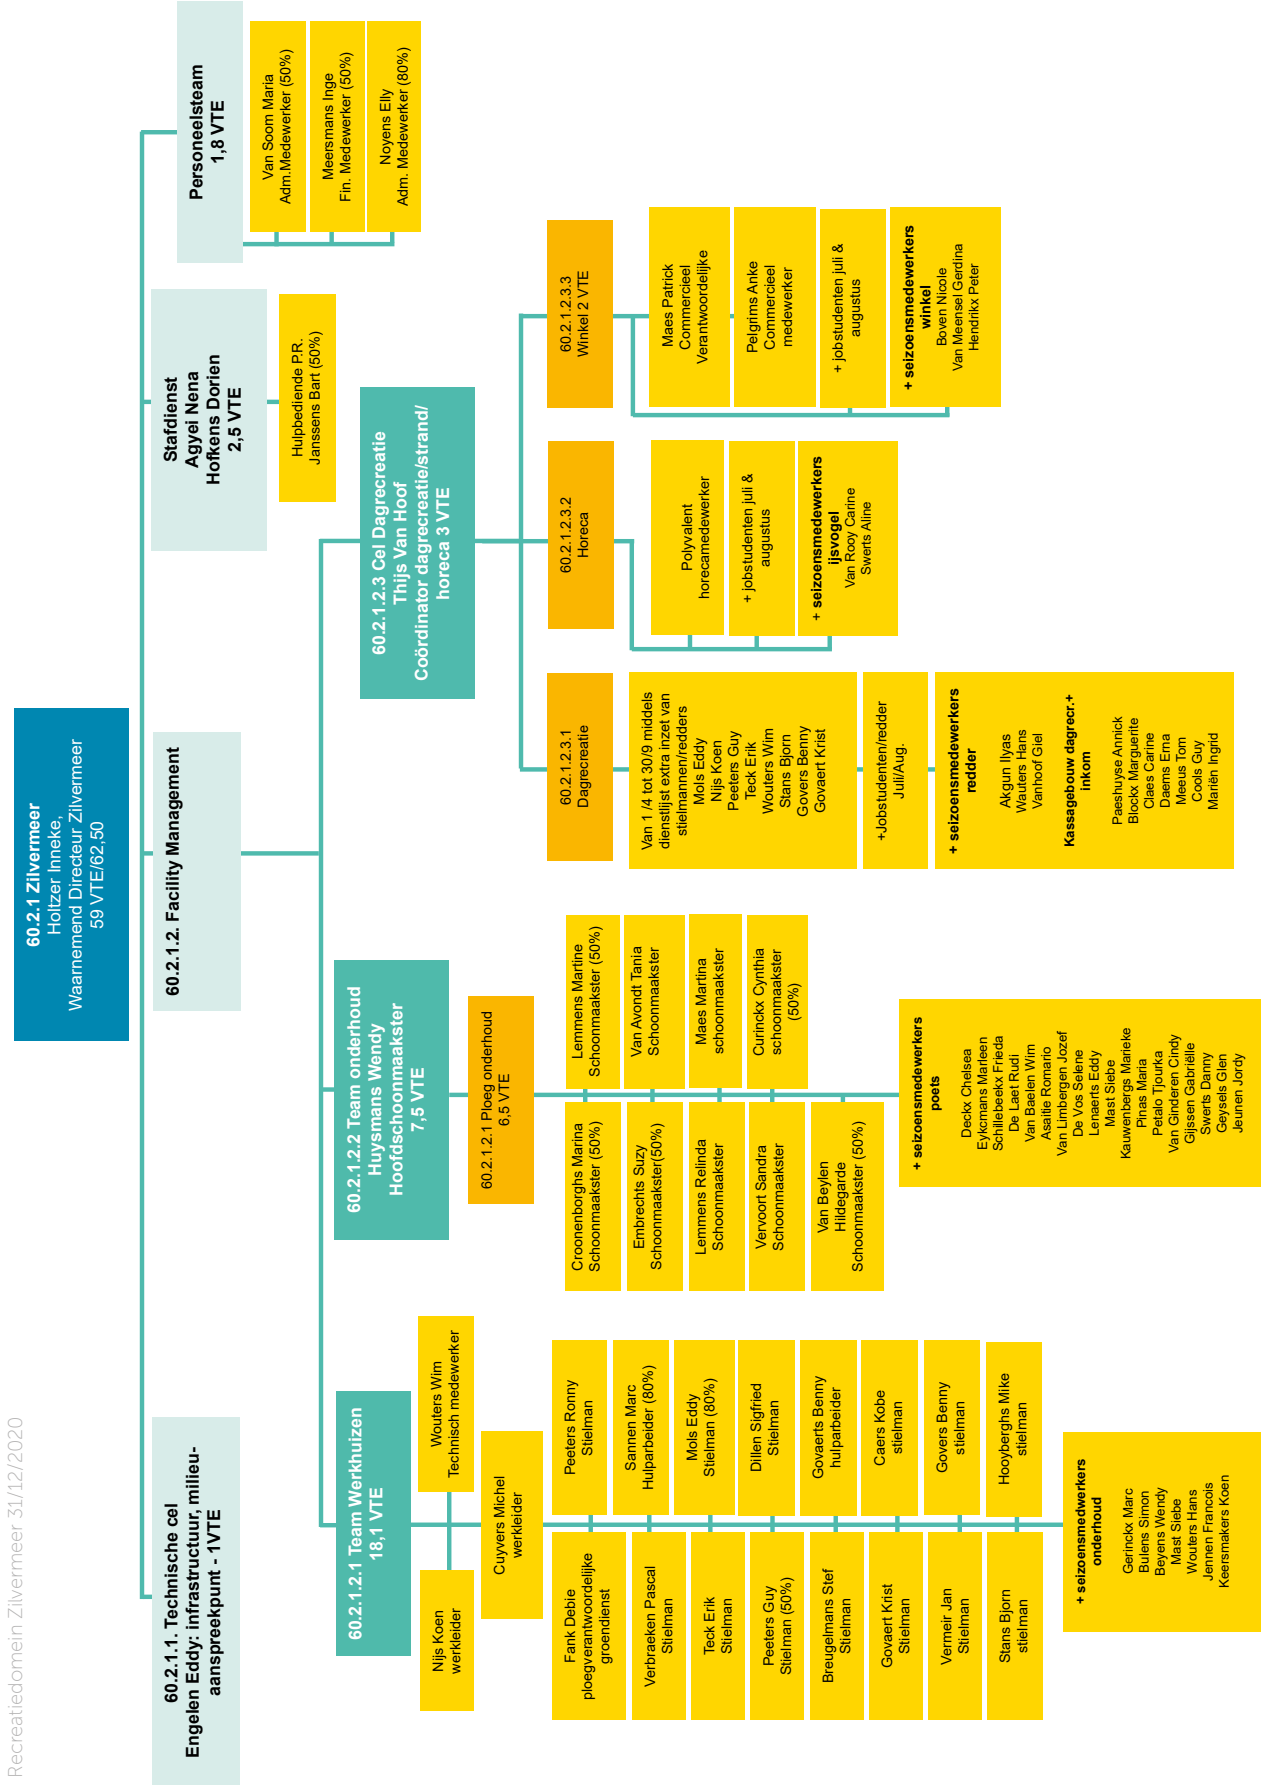 Recreatiedomein Zilvermeer 31/12/2020
60.2.1 Zilvermeer
Holtzer Inneke,
Waarnemend Directeur Zilvermeer
59 VTE/62,50
60.2.1.1. Technische cel
Engelen Eddy: infrastructuur, milieu-
aanspreekpunt - 1VTE
60.2.1.2. Facility Management
Stafdienst
Agyei Nena
Hofkens Dorien
2,5 VTE
Hulpbediende P.R.
Janssens Bart (50%)
Personeelsteam
1,8 VTE
Van Soom Maria
Adm.Medewerker (50%)
Meersmans Inge
Fin. Medewerker (50%)
Noyens Elly
Adm. Medewerker (80%)
60.2.1.2.1 Team Werkhuizen
18,1 VTE
Nijs Koen
werkleider
Wouters Wim
Technisch medewerker
Cuyvers Michel
werkleider
Fank Debie
ploegverantwoordelijke
groendienst
Peeters Ronny
Stielman
Verbraeken Pascal
Stielman
Sannen Marc
Hulparbeider (80%)
Teck Erik
Stielman
Mols Eddy
Stielman (80%)
Peeters Guy
Stielman (50%)
Dillen Sigfried
Stielman
Breugelmans Stef
Stielman
Govaerts Benny
hulparbeider
Govaert Krist
Stielman
Caers Kobe
stielman
Vermeir Jan
Stielman
Govers Benny
stielman
Stans Bjorn
stielman
Hooyberghs Mike
stielman
+ seizoensmedwerkers
onderhoud
Gerinckx Marc
Bulens Simon
Beyens Wendy
Mast Siebe
Wouters Hans
Jennen Francois
Keersmakers Koen
60.2.1.2.2 Team onderhoud
Huysmans Wendy
Hoofdschoonmaakster
7,5 VTE
60.2.1.2.2.1 Ploeg onderhoud
6,5 VTE
Croonenborghs Marina
Schoonmaakster (50%)
Lemmens Martine
Schoonmaakster (50%)
Embrechts Suzy
Schoonmaakster(50%)
Van Avondt Tania
Schoonmaakster
Lemmens Relinda
Schoonmaakster
Maes Martina
schoonmaakster
Vervoort Sandra
Schoonmaakster
Curinckx Cynthia
schoonmaakster
(50%)
Van Beylen
Hildegarde
Schoonmaakster (50%)
+ seizoensmedewerkers
poets
Deckx Chelsea
Eykcmans Marleen
Schillebeekx Frieda
De Laet Rudi
Van Baelen Wim
Asaitie Romario
Van Limbergen Jozef
De Vos Selene
Lenaerts Eddy
Mast Siebe
Kauwenbergs Marieke
Pinas Maria
Petalo Tjourka
Van Ginderen Cindy
Gijssen Gabriëlle
Swerts Danny
Geysels Glen
Jeunen Jordy
60.2.1.2.3 Cel Dagrecreatie
Thijs Van Hoof
Coördinator dagrecreatie/strand/
horeca 3 VTE
60.2.1.2.3.1
Dagrecreatie
Van 1 /4 tot 30/9 middels
dienstlijst extra inzet van
stielmannen/redders
Mols Eddy
Nijs Koen
Peeters Guy
Teck Erik
Wouters Wim
Stans Bjorn
Govers Benny
Govaert Krist
+Jobstudenten/redder
Juli/Aug.
+ seizoensmedewerkers
redder
Akgun Ilyas
Wauters Hans
Vanhoof Giel
Kassagebouw dagrecr.+
inkom
Paeshuyse Annick
Blockx Marguerite
Claes Carine
Daems Erna
Meeus Tom
Cools Guy
Mariën Ingrid
60.2.1.2.3.2
Horeca
Polyvalent
horecamedewerker
+ jobstudenten juli &
augustus
+ seizoensmedewerkers
ijsvogel
Van Rooy Carine
Swerts Aline
60.2.1.2.3.3
Winkel 2 VTE
Maes Patrick
Commercieel
Verantwoordelijke
Pelgrims Anke
Commercieel
medewerker
+ jobstudenten juli &
augustus
+ seizoensmedewerkers
winkel
Boven Nicole
Van Meensel Gerdina
Hendrikx Peter